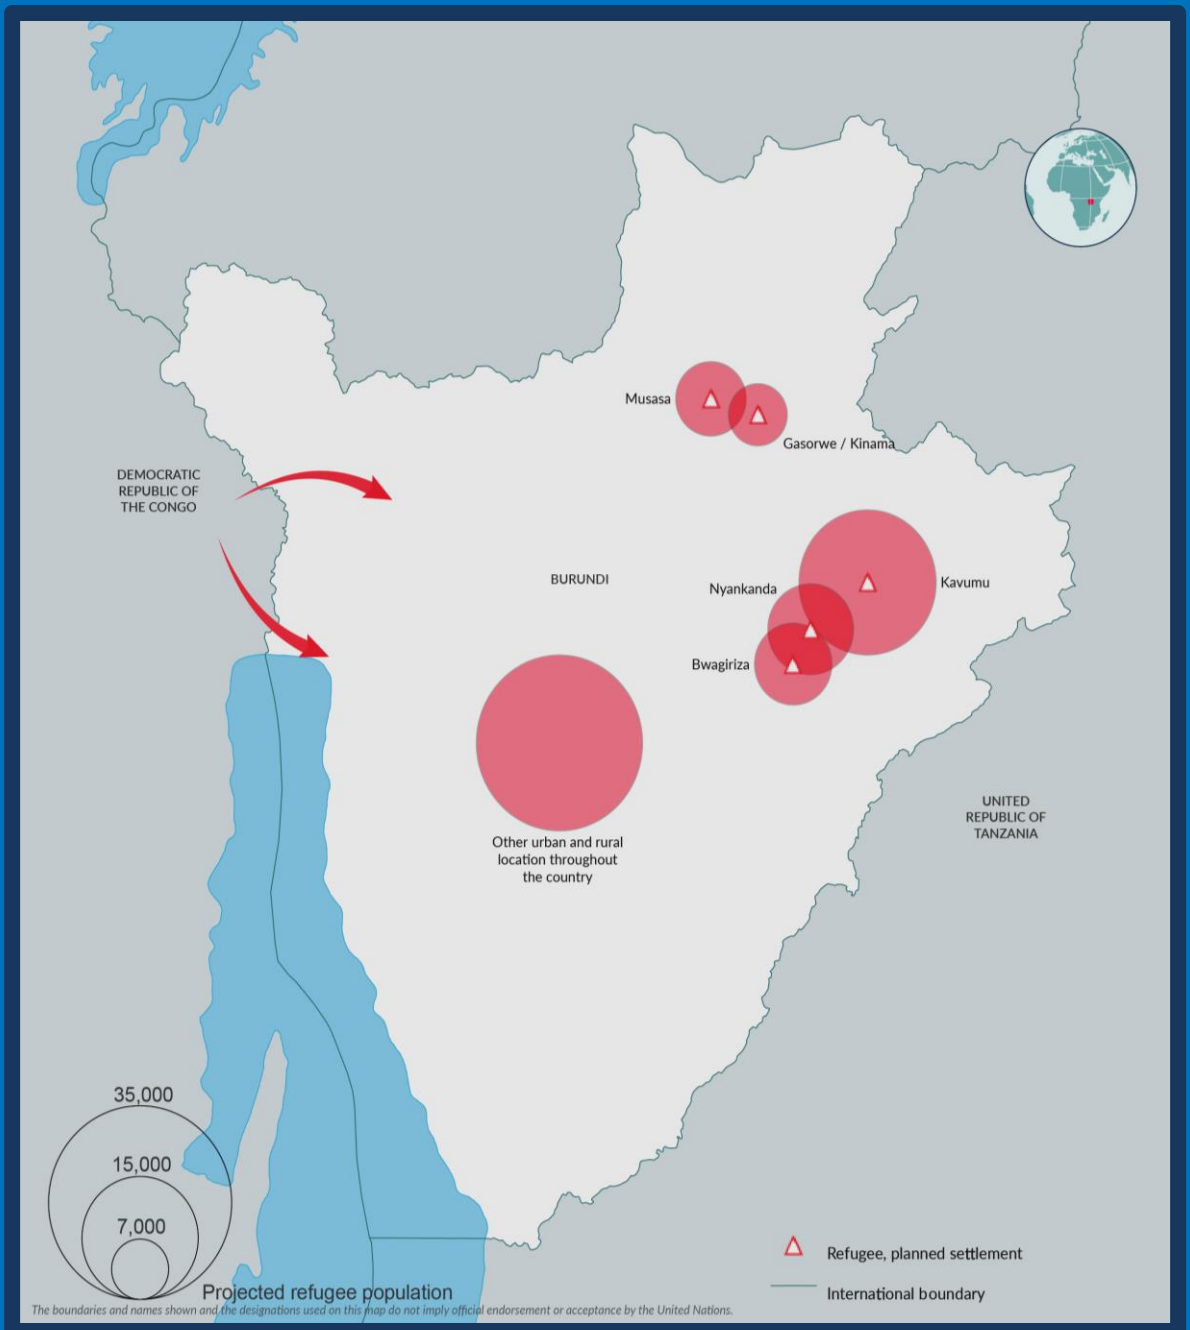 Musasa
Gasorwe / Kinama
DEMOCRATIC
REPUBLIC OF
THE CONGO
BURUNDI
Nyankanda
Kavumu
Bwagiriza
Other urban and rural
location throughout
the country
UNITED
REPUBLIC OF
TANZANIA
35,000
15,000
7,000
Projected refugee population
Refugee, planned settlement
International boundary
The boundaries and names shown and the designations used on this map do not imply official endorsement or acceptance by the United Nations.